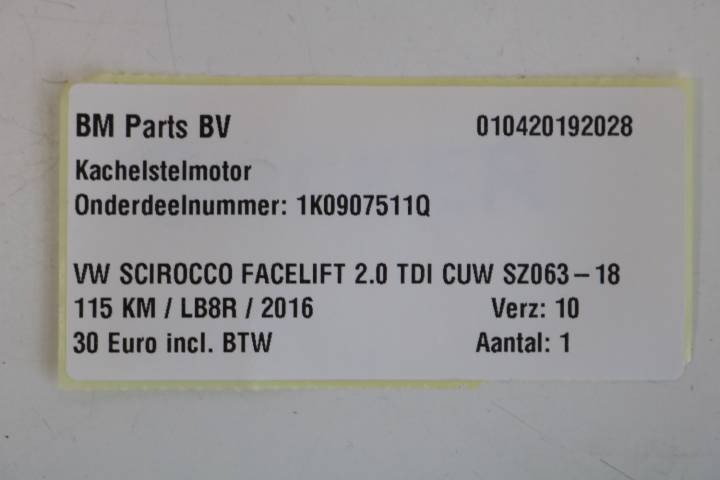 BM Parts BV 010420192028
Kachelstelmotor
Onderdeelnummer: 1K0907511Q
VW SCIROCCO FACELIFT 2.0 TDI CUW SZ063-18
115 KM / LB8R / 2016 Verz: 10
30 Euro incl. BTW Aantal: 1